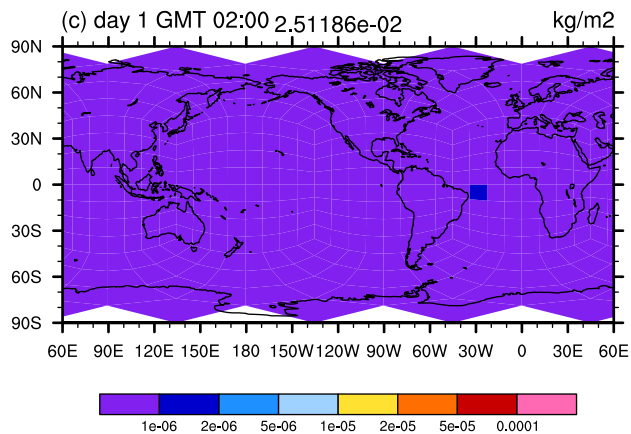 (c) day 1 GMT 02:00 2.51186e-02 kg/m2
90N
60N
30N
0
30S
60S
90S
60E 90E 120E 150E 180 150W 120W 90W 60W 30W 0 30E 60E
1e-06 2e-06 5e-06 1e-05 2e-05 5e-05 0.0001